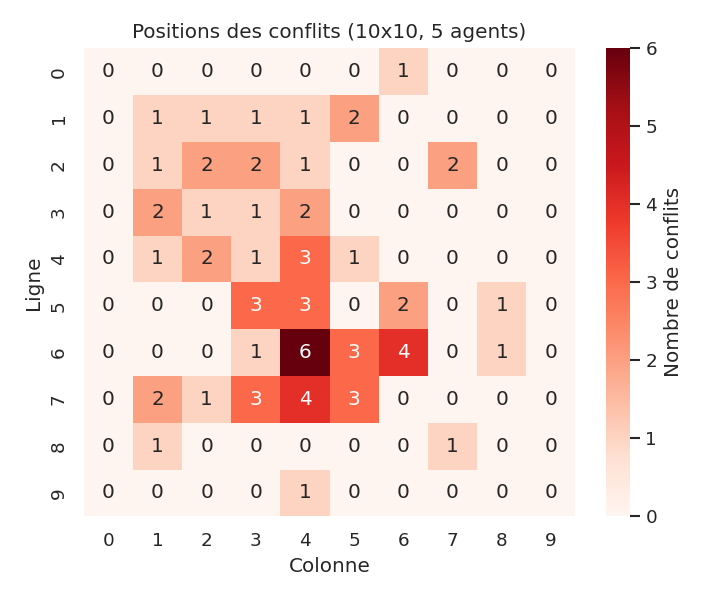 Positions des conflits (10x10, 5 agents)
0 0 0 0 0 0 0 1 0 0 0
1 0 1 1 1 1 2 0 0 0 0
2 0 1 2 2 1 0 0 2 0 0
3 0 2 1 1 2 0 0 0 0 0
4 0 1 2 1 3 1 0 0 0 0
5 0 0 0 3 3 0 2 0 1 0
6 0 0 0 1 6 3 4 0 1 0
7 0 2 1 3 4 3 0 0 0 0
8 0 1 0 0 0 0 0 1 0 0
9 0 0 0 0 1 0 0 0 0 0
0 1 2 3 4 5 6 7 8 9
Colonne
Ligne
6
5
4
3
2
1
0
Nombre de conflits